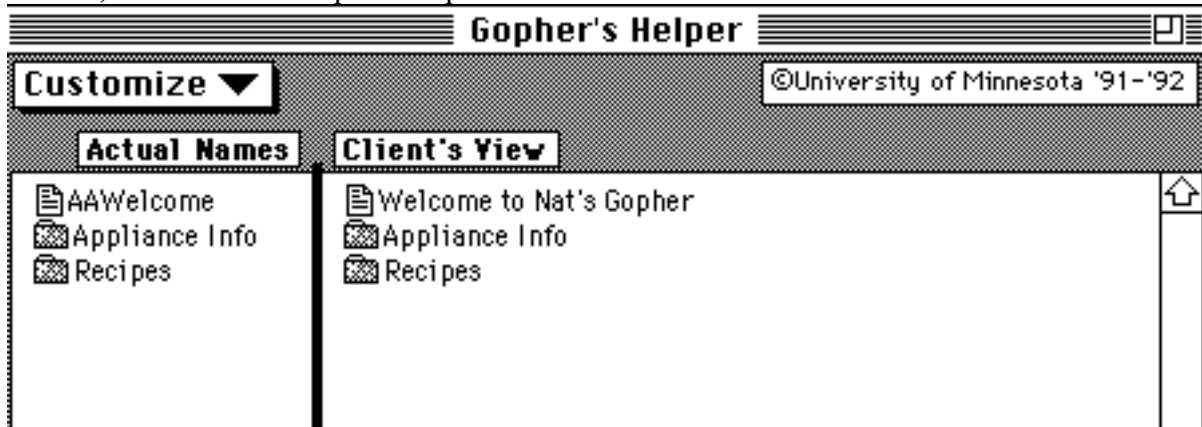 Gopher's Helper
Customize
©University of Minnesota '91-'92
Actual Names
Client's View
AAWelcome
Welcome to Nat's Gopher
Appliance Info
Appliance Info
Recipes
Recipes